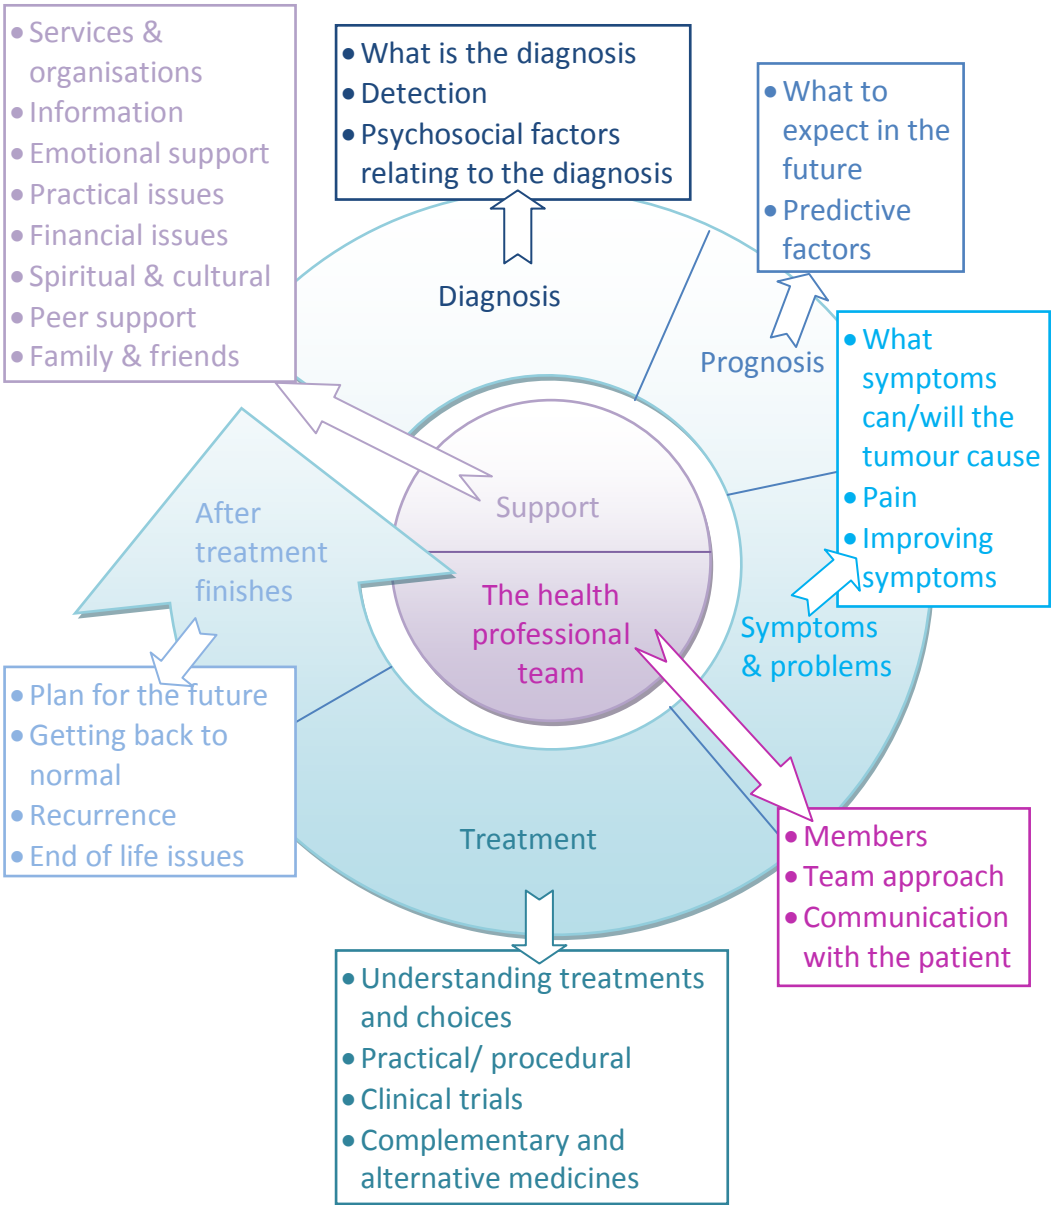 • Services &
organisations
• Information
• Emotional support
• Practical issues
• Financial issues
• Spiritual & cultural
• Peer support
• Family & friends
• What is the diagnosis
• Detection
• Psychosocial factors
relating to the diagnosis
• What to
expect in the
future
• Predictive
factors
Diagnosis
Prognosis
• What
symptoms
can/will the
tumour cause
• Pain
• Improving
symptoms
Support
After
treatment
finishes
The health
professional
team
Symptoms
& problems
• Plan for the future
• Getting back to
normal
• Recurrence
• End of life issues
Treatment
• Members
• Team approach
• Communication
with the patient
• Understanding treatments
and choices
• Practical/ procedural
• Clinical trials
• Complementary and
alternative medicines